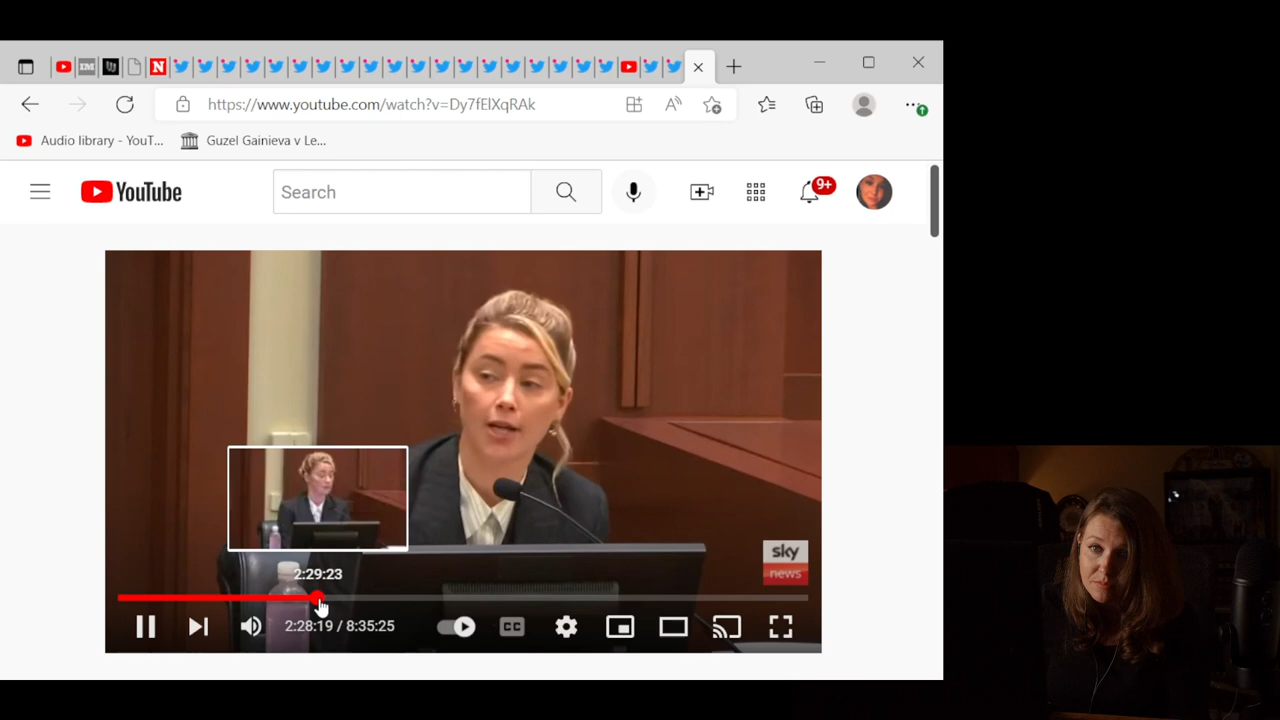 https://www.youtube.com/watch?v=Dy7fElXqRAk
Audio library - YouT...
Guzel Gainieva v Le...
YouTube
Search
9+
sky
news
2:29:23
2:28:19 / 8:35:25
CC